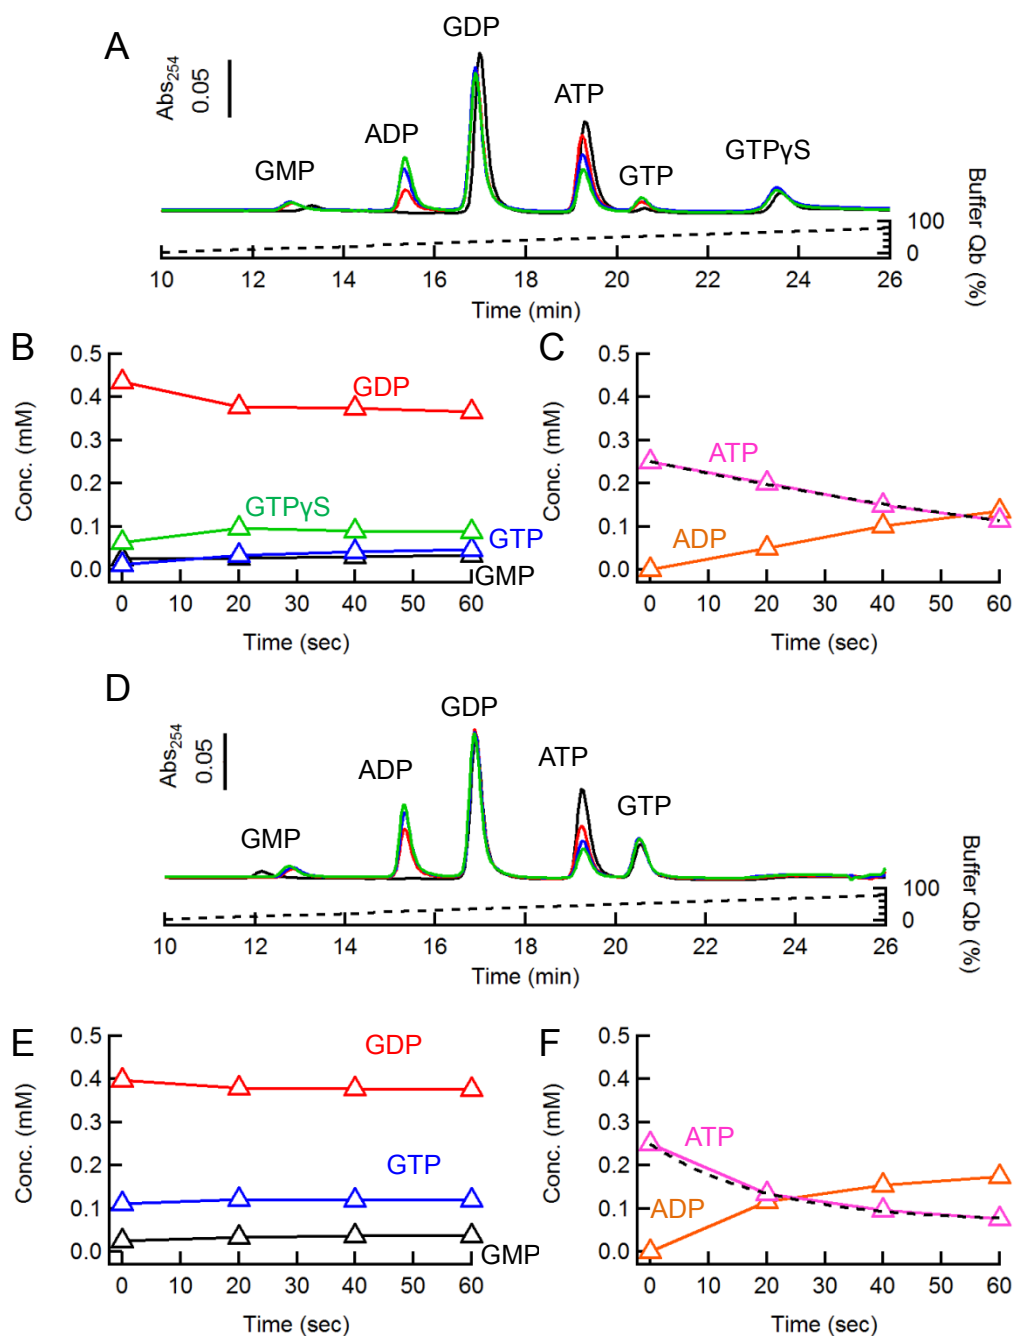 A
GDP
Abs254
0.05
ADP
ATP
GMP
GTP
GTPγS
Buffer Qb (%)
100
0
10 12 14 16 18 20 22 24 26
Time (min)
B
0.5
0.4
0.3
0.2
0.1
0.0
Conc. (mM)
GDP
GTPγS
GTP
GMP
0 10 20 30 40 50 60
Time (sec)
C
0.5
0.4
0.3
0.2
0.1
0.0
Conc. (mM)
ATP
ADP
0 10 20 30 40 50 60
Time (sec)
D
GDP
Abs254
0.05
ADP
ATP
GMP
GTP
Buffer Qb (%)
100
0
10 12 14 16 18 20 22 24 26
Time (min)
E
0.5
0.4
0.3
0.2
0.1
0.0
Conc. (mM)
GDP
GTP
GMP
0 10 20 30 40 50 60
Time (sec)
F
0.5
0.4
0.3
0.2
0.1
0.0
Conc. (mM)
ATP
ADP
0 10 20 30 40 50 60
Time (sec)